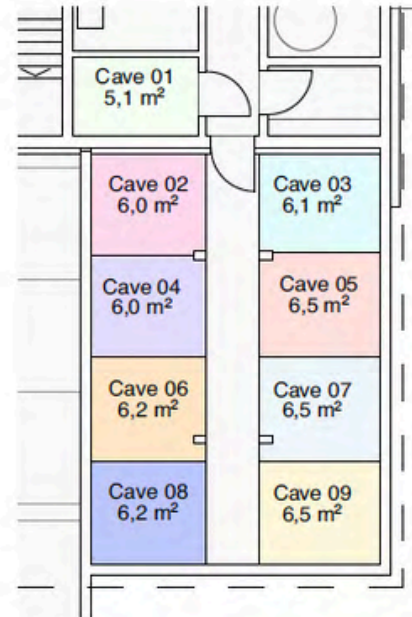 Cave 01
5,1 m²
Cave 02
6,0 m²
Cave 03
6,1 m²
Cave 04
6,0 m²
Cave 05
6,5 m²
Cave 06
6,2 m²
Cave 07
6,5 m²
Cave 08
6,2 m²
Cave 09
6,5 m²